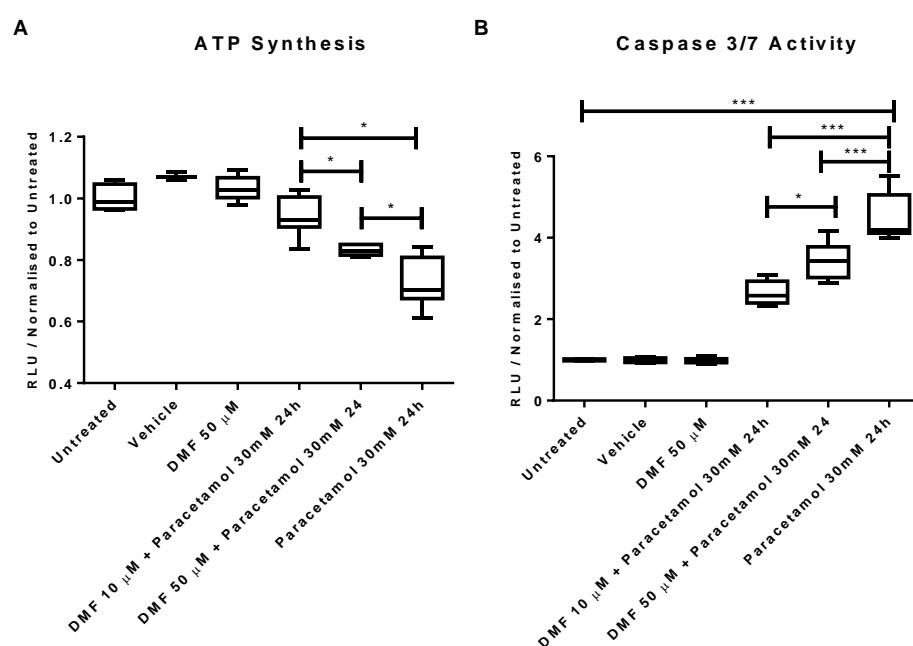 A
ATP Synthesis
RLU / Normalised to Untreated
1.2
1.0
0.8
0.6
0.4
*
*
*
Untreated
Vehicle
DMF 50 μM
DMF 10 μM + Paracetamol 30mM 24h
DMF 50 μM + Paracetamol 30mM 24
Paracetamol 30mM 24h
B
Caspase 3/7 Activity
RLU / Normalised to Untreated
6
4
2
0
***
***
***
*
Untreated
Vehicle
DMF 50 μM
DMF 10 μM + Paracetamol 30mM 24h
DMF 50 μM + Paracetamol 30mM 24
Paracetamol 30mM 24h